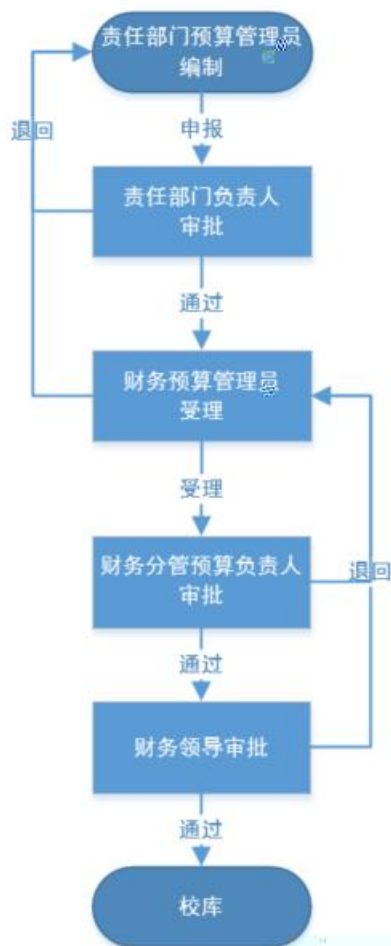 责任部门预算管理员
编制
退回
申报
责任部门负责人
审批
通过
财务预算管理员
受理
受理
财务分管预算负责人
审批
退回
通过
财务领导审批
通过
校库